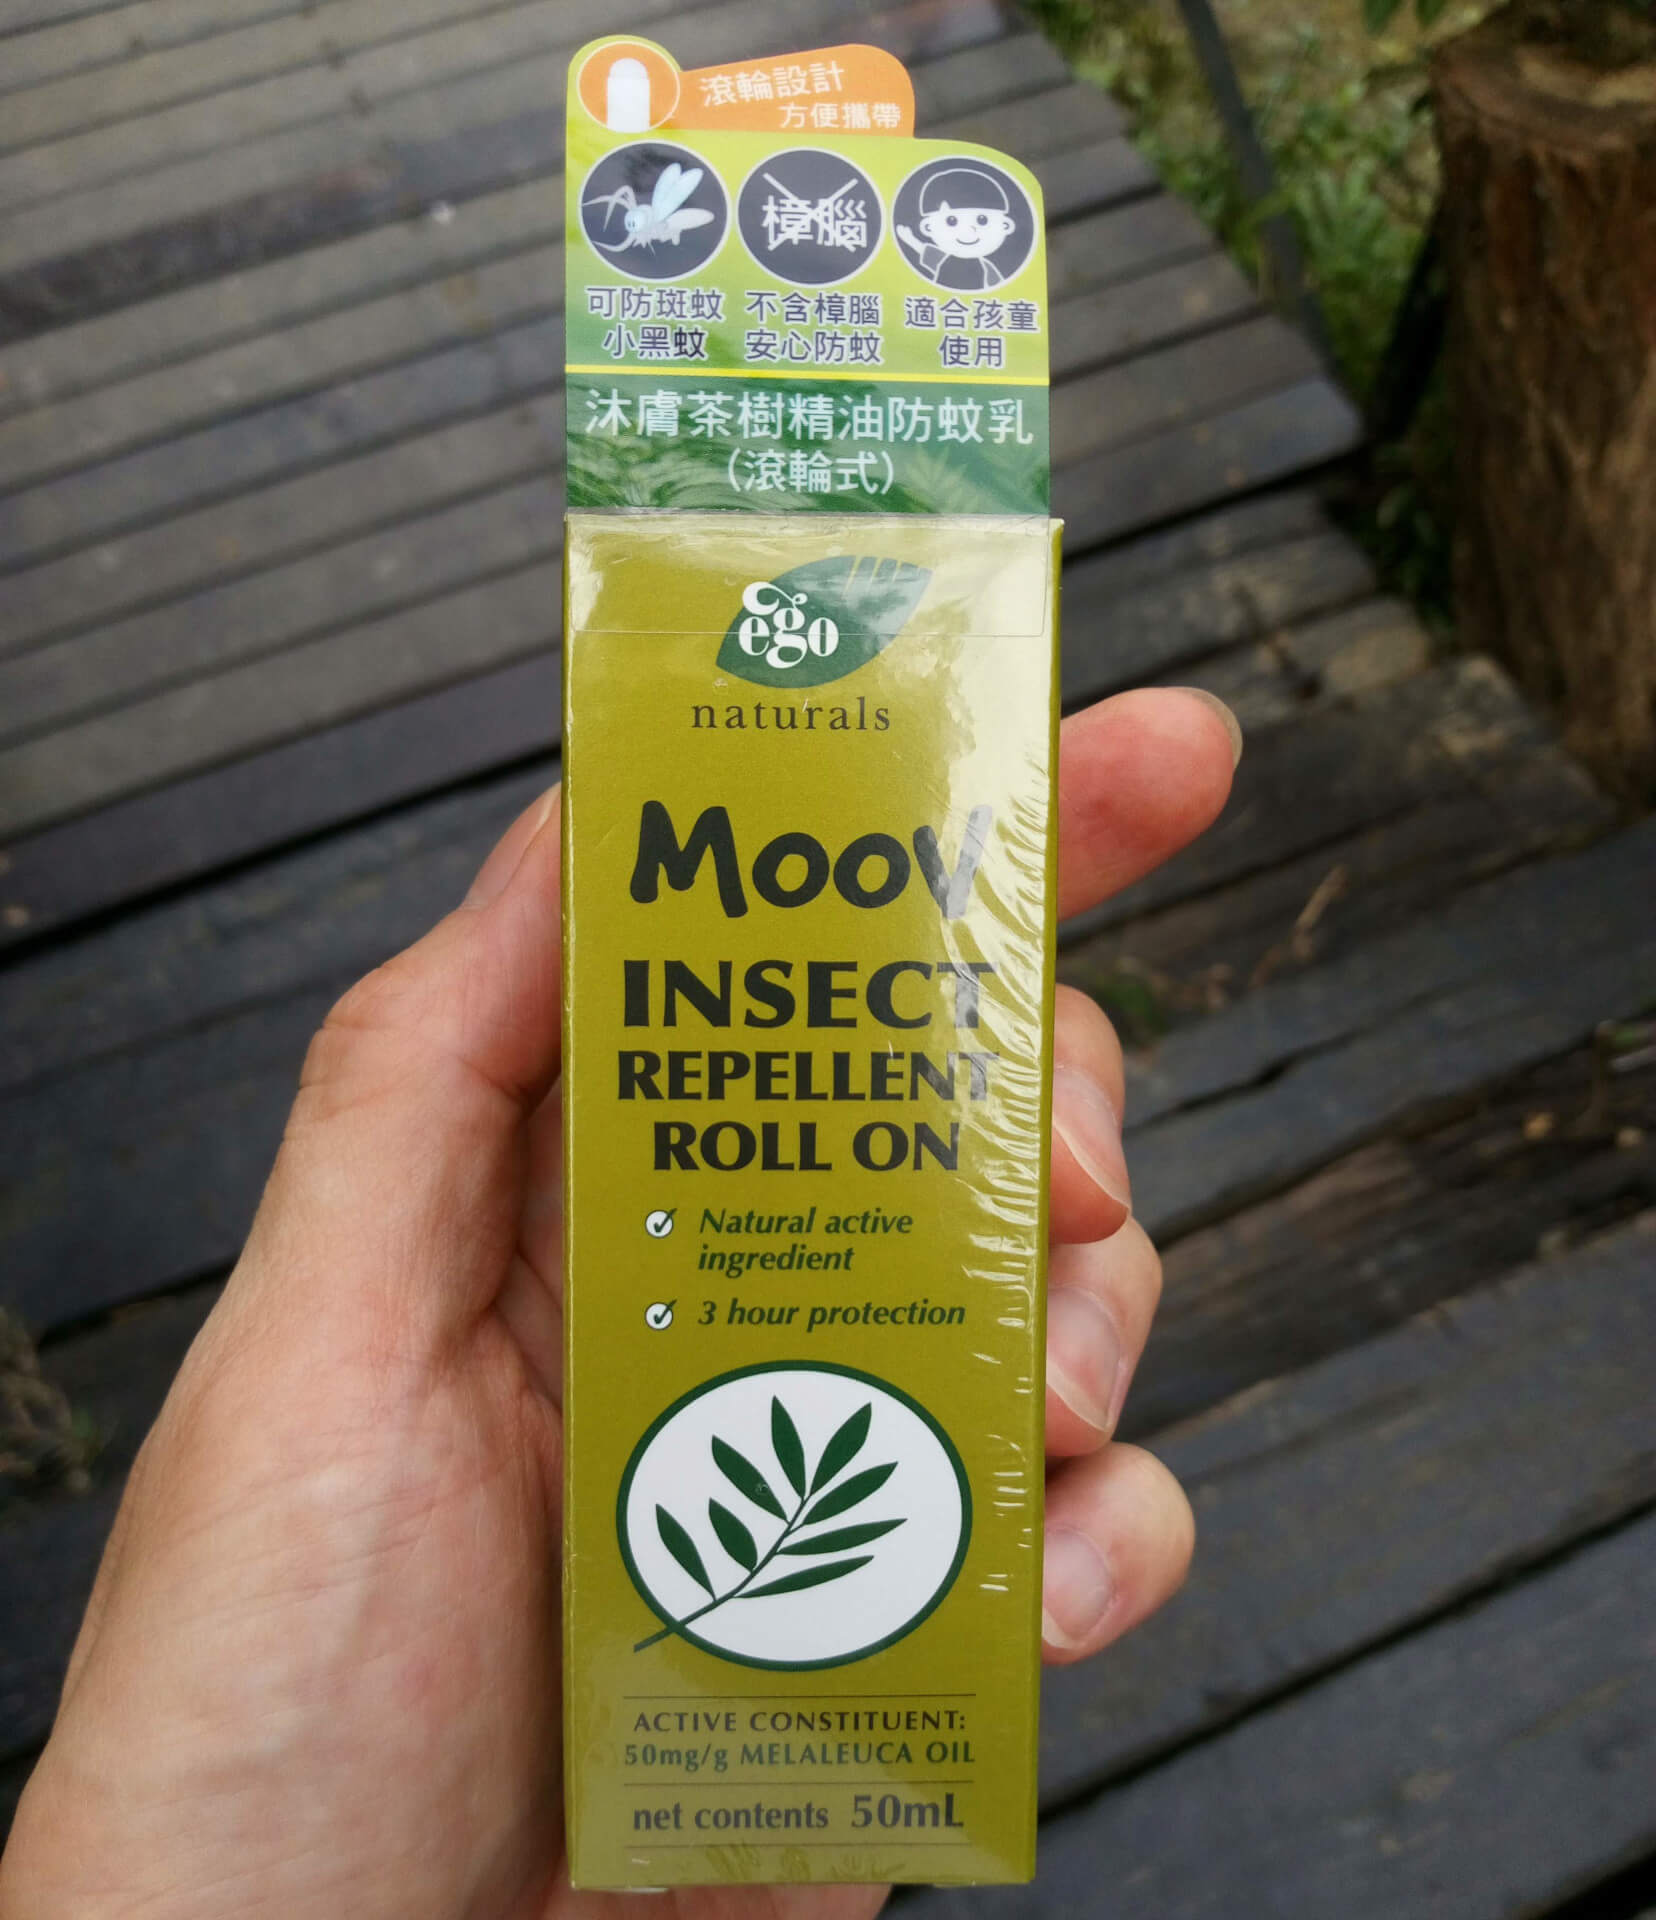 滾輪設計
方便攜帶
樟腦
可防斑蚊 不含樟腦 適合孩童
小黑蚊 安心防蚊 使用
沐膚茶樹精油防蚊乳
(滾輪式)
ego
naturals
MOOV
INSECT
REPELLENT
ROLL ON
Natural active
ingredient
3 hour protection
ACTIVE CONSTITUENT:
50mg/g MELALEUCA OIL
net contents 50mL